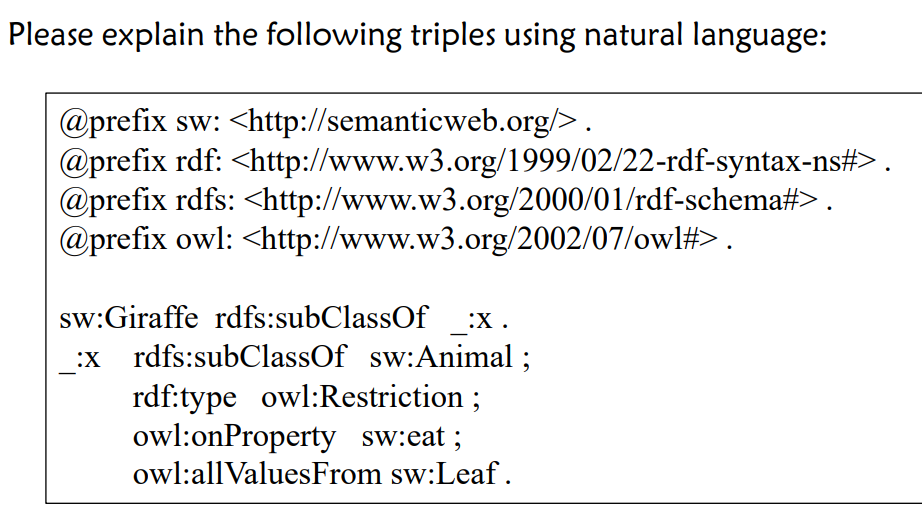 Please explain the following triples using natural language:
@prefix sw: <http://semanticweb.org/> .
@prefix rdf: <http://www.w3.org/1999/02/22-rdf-syntax-ns#> .
@prefix rdfs: <http://www.w3.org/2000/01/rdf-schema#> .
@prefix owl: <http://www.w3.org/2002/07/owl#> .
sw:Giraffe rdfs:subClassOf _:x .
_:x rdfs:subClassOf sw:Animal ;
rdf:type owl:Restriction ;
owl:onProperty sw:eat ;
owl:allValuesFrom sw:Leaf .